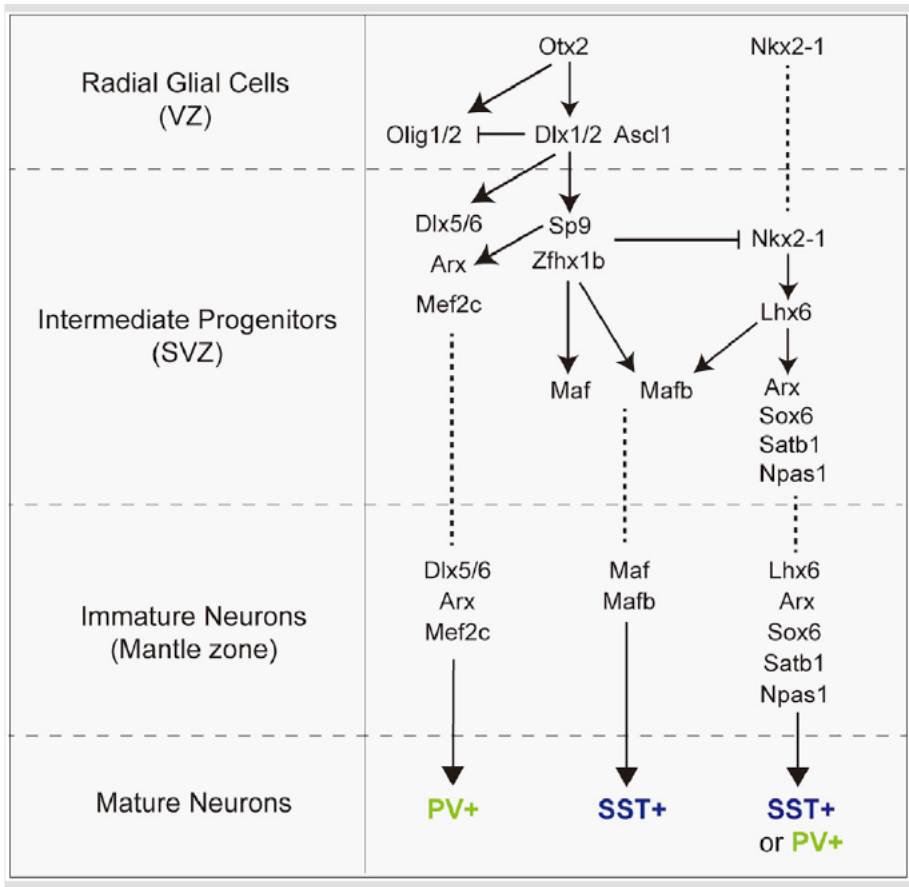 Radial Glial Cells
(VZ)
Otx2
Nkx2-1
Olig1/2
Dlx1/2 Ascl1
Intermediate Progenitors
(SVZ)
Dlx5/6
Arx
Mef2c
Sp9
Zfhx1b
Nkx2-1
Lhx6
Maf
Mafb
Arx
Sox6
Satb1
Npas1
Immature Neurons
(Mantle zone)
Dlx5/6
Arx
Mef2c
Maf
Mafb
Lhx6
Arx
Sox6
Satb1
Npas1
Mature Neurons
PV+
SST+
SST+
or PV+